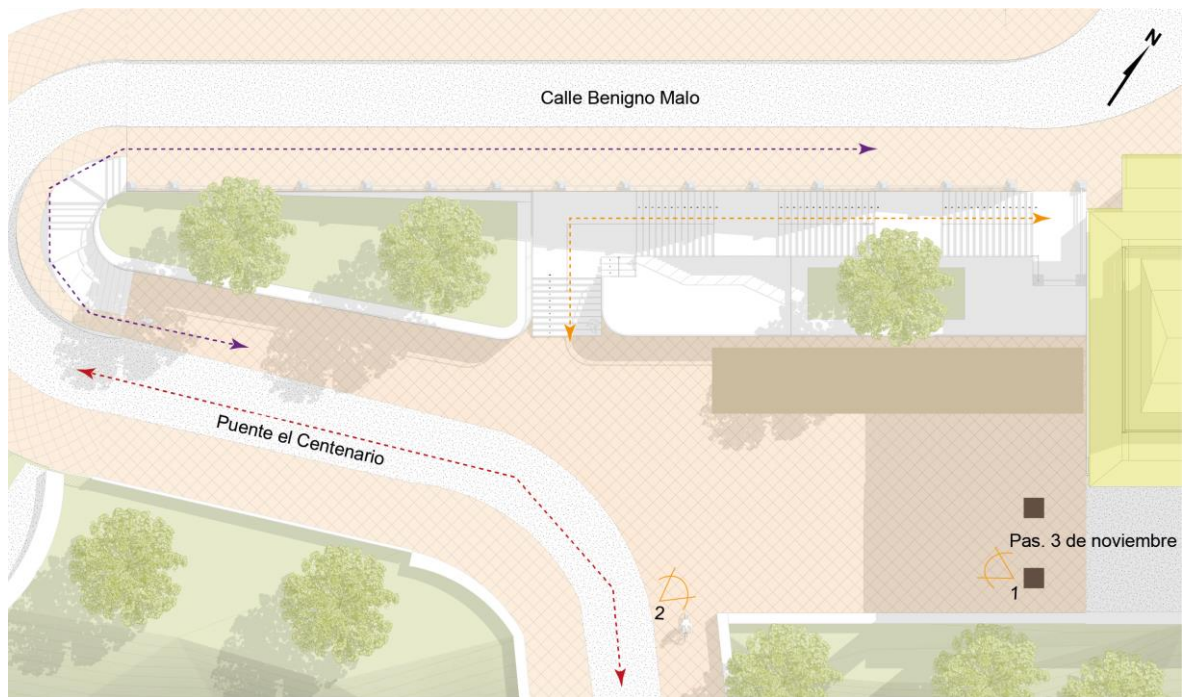 N
Calle Benigno Malo
Puente el Centenario
Pas. 3 de noviembre
1
2